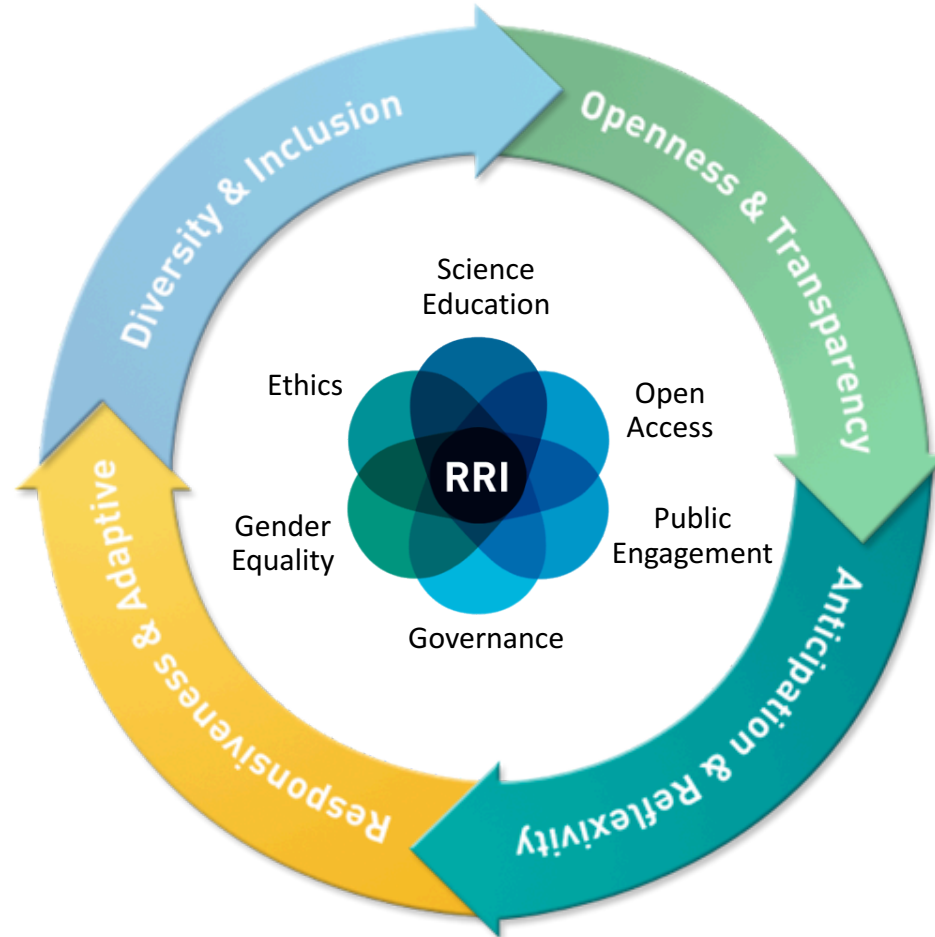 Diversity & Inclusion
Openness & Transparency
Anticipation & Reflexivity
Responsiveness & Adaptive
Science
Education
Ethics
Open
Access
RRI
Gender
Equality
Public
Engagement
Governance